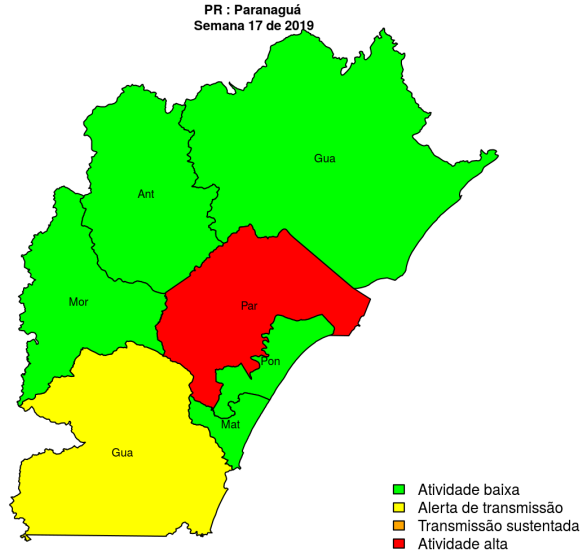 PR : Paranaguá
Semana 17 de 2019
Gua
Ant
Mor
Par
Pon
Mat
Gua
Atividade baixa
Alerta de transmissão
Transmissão sustentada
Atividade alta